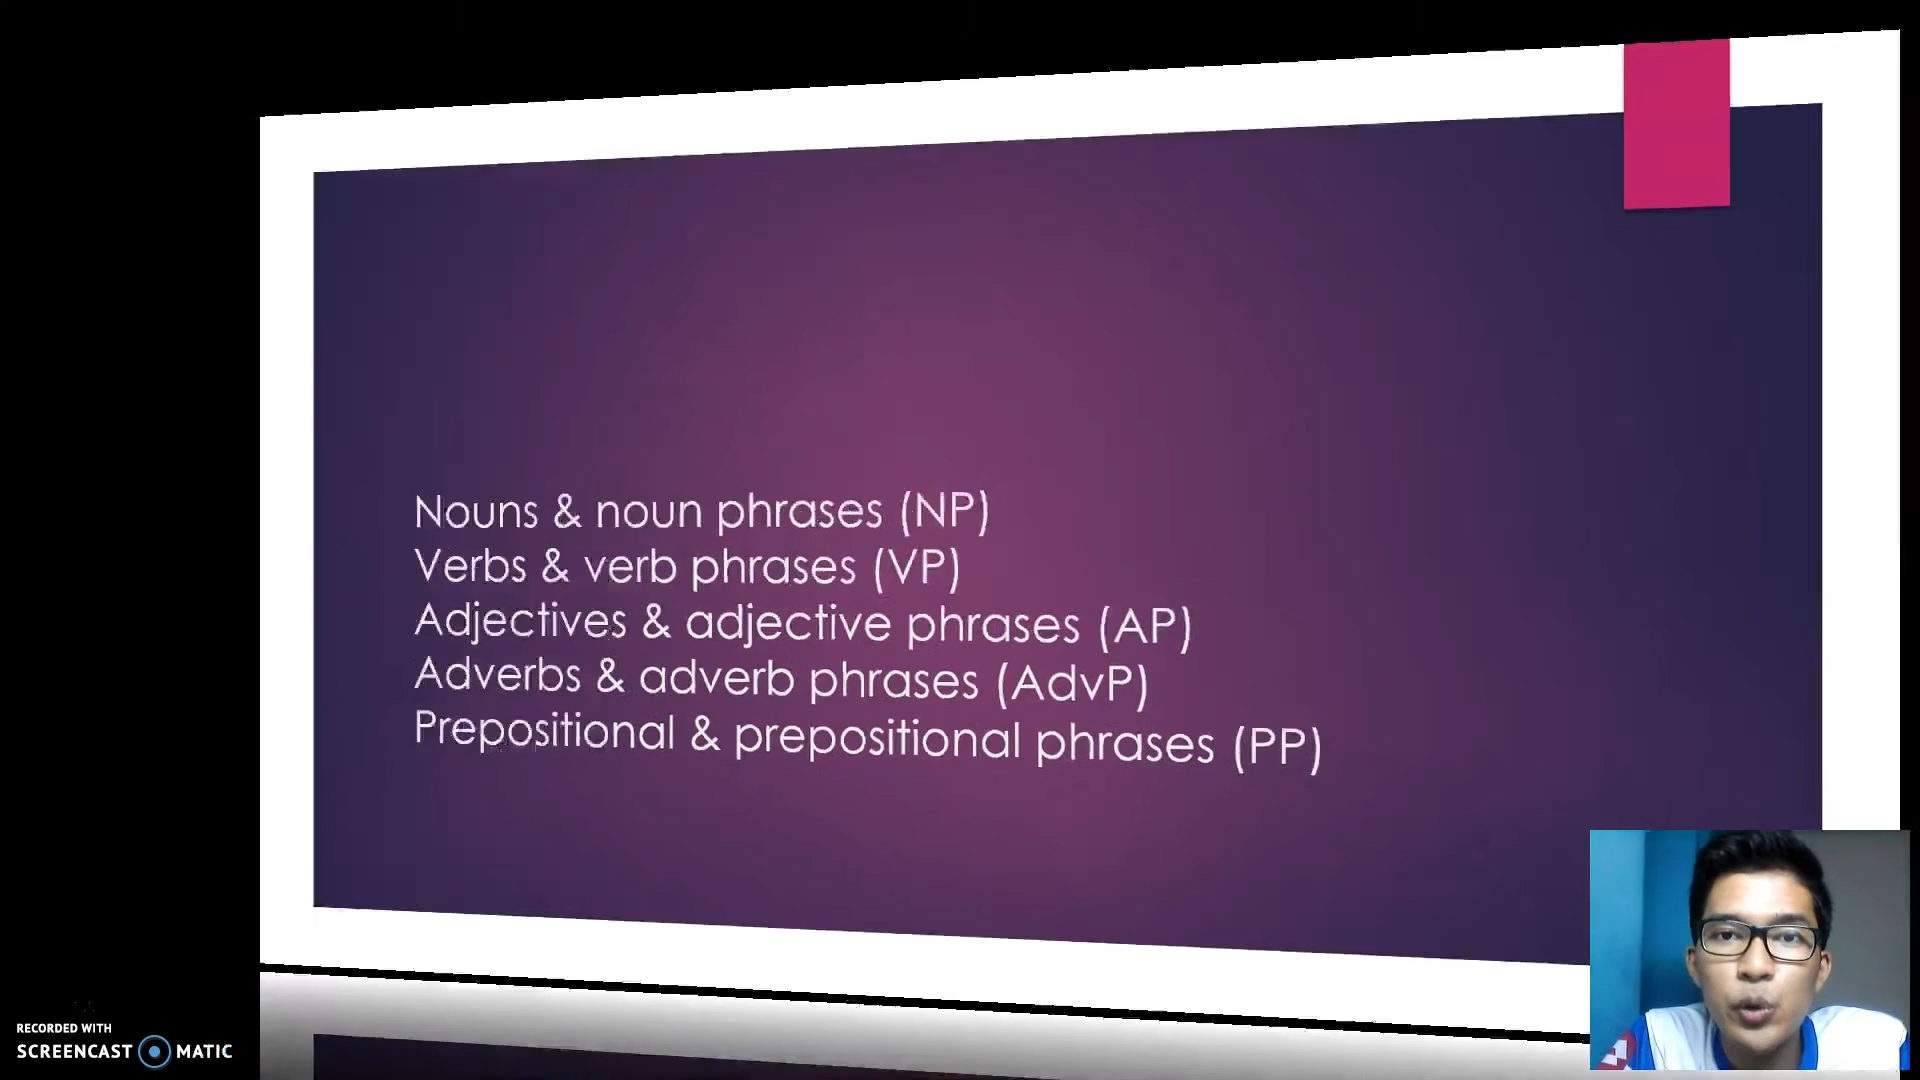 Nouns & noun phrases (NP)
Verbs & verb phrases (VP)
Adjectives & adjective phrases (AP)
Adverbs & adverb phrases (AdvP)
Prepositional & prepositional phrases (PP)
RECORDED WITH
SCREENCAST MATIC